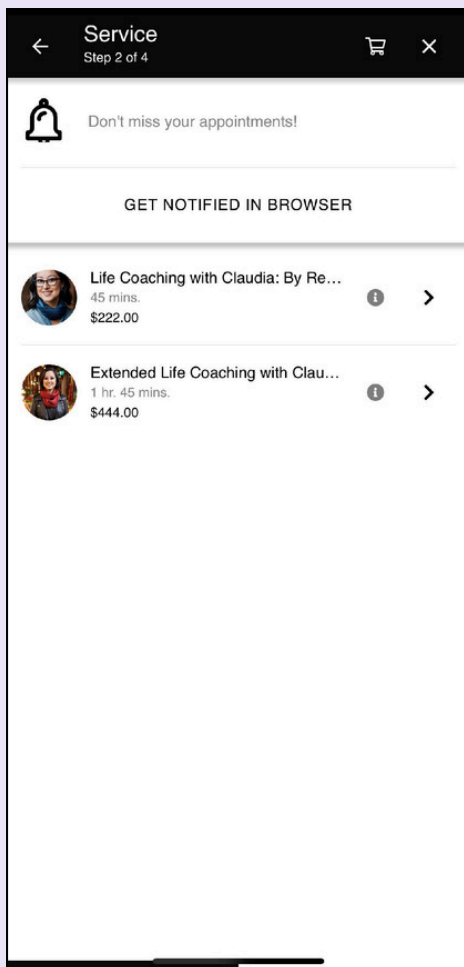 Service
Step 2 of 4
Don't miss your appointments!
GET NOTIFIED IN BROWSER
Life Coaching with Claudia: By Re...
45 mins.
$222.00
Extended Life Coaching with Clau...
1 hr. 45 mins.
$444.00